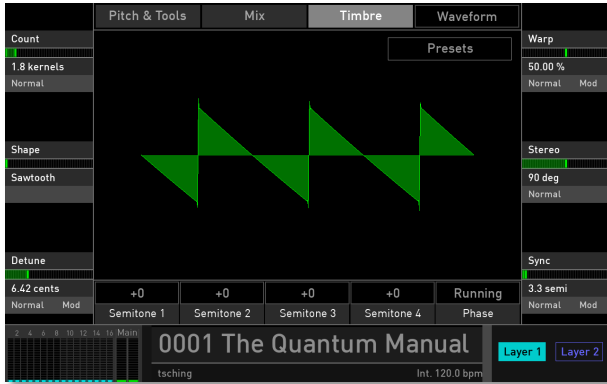 Pitch & Tools Mix Timbre Waveform
Presets
Count
1.8 kernels
Normal
Shape
Sawtooth
Detune
6.42 cents
Normal Mod
Warp
50.00 %
Normal Mod
Stereo
90 deg
Normal
Sync
3.3 semi
Normal Mod
+0 +0 +0 +0 Running
Semitone 1 Semitone 2 Semitone 3 Semitone 4 Phase
2 4 6 8 10 12 14 16 Main
0001 The Quantum Manual
tsching Int. 120.0 bpm
Layer 1 Layer 2